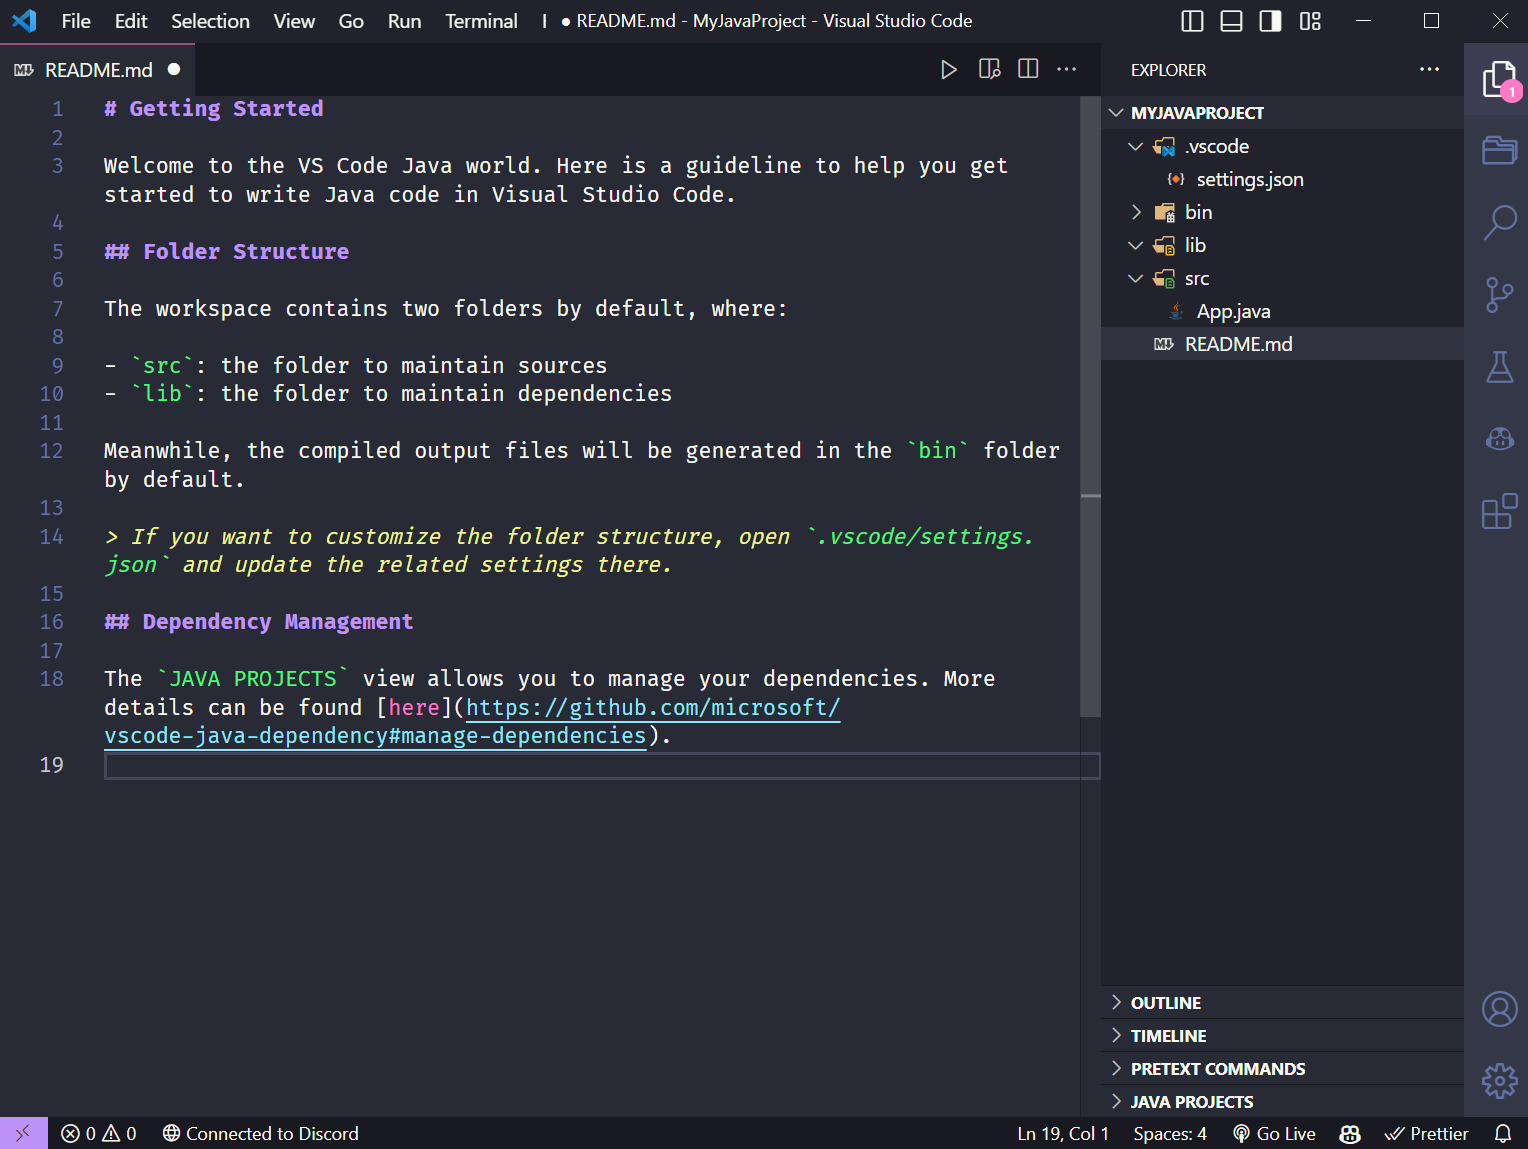 File Edit Selection View Go Run Terminal README.md - MyJavaProject - Visual Studio Code
README.md
EXPLORER
1 # Getting Started
2
3 Welcome to the VS Code Java world. Here is a guideline to help you get
started to write Java code in Visual Studio Code.
4
5 ## Folder Structure
6
7 The workspace contains two folders by default, where:
8
9 - `src`: the folder to maintain sources
10 - `lib`: the folder to maintain dependencies
11
12 Meanwhile, the compiled output files will be generated in the `bin` folder
by default.
13
14 > If you want to customize the folder structure, open `.vscode/settings.
json` and update the related settings there.
15
16 ## Dependency Management
17
18 The `JAVA PROJECTS` view allows you to manage your dependencies. More
details can be found [here](https://github.com/microsoft/
vscode-java-dependency#manage-dependencies).
19
MYJAVAPROJECT
.vscode
settings.json
bin
lib
src
App.java
README.md
OUTLINE
TIMELINE
PRETEXT COMMANDS
JAVA PROJECTS
1
0 0 Connected to Discord
Ln 19, Col 1 Spaces: 4 Go Live Prettier